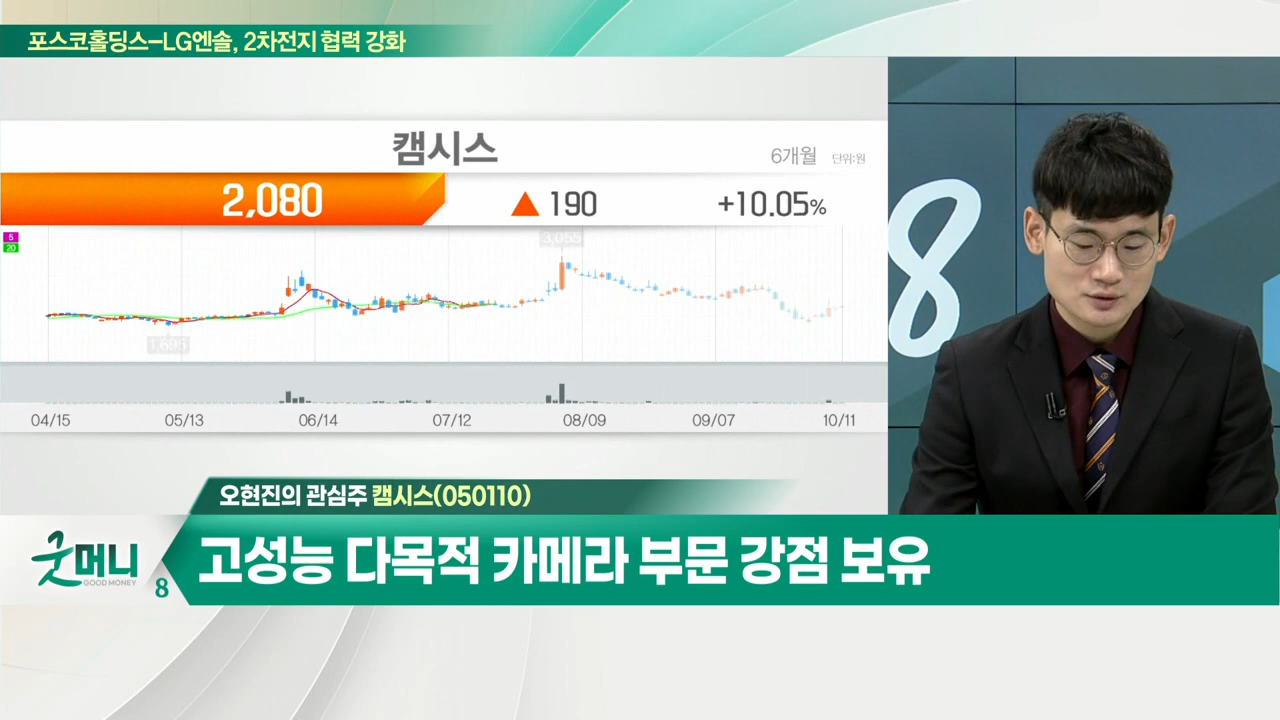 포스코홀딩스-LG엔솔, 2차전지 협력 강화
캠시스
6개월 단위:원
2,080 ▲ 190 +10.05%
5
20
3,055
1,695
04/15 05/13 06/14 07/12 08/09 09/07 10/11
8
오현진의 관심주 캠시스(050110)
고성능 다목적 카메라 부문 강점 보유
굿머니
GOOD MONEY
8